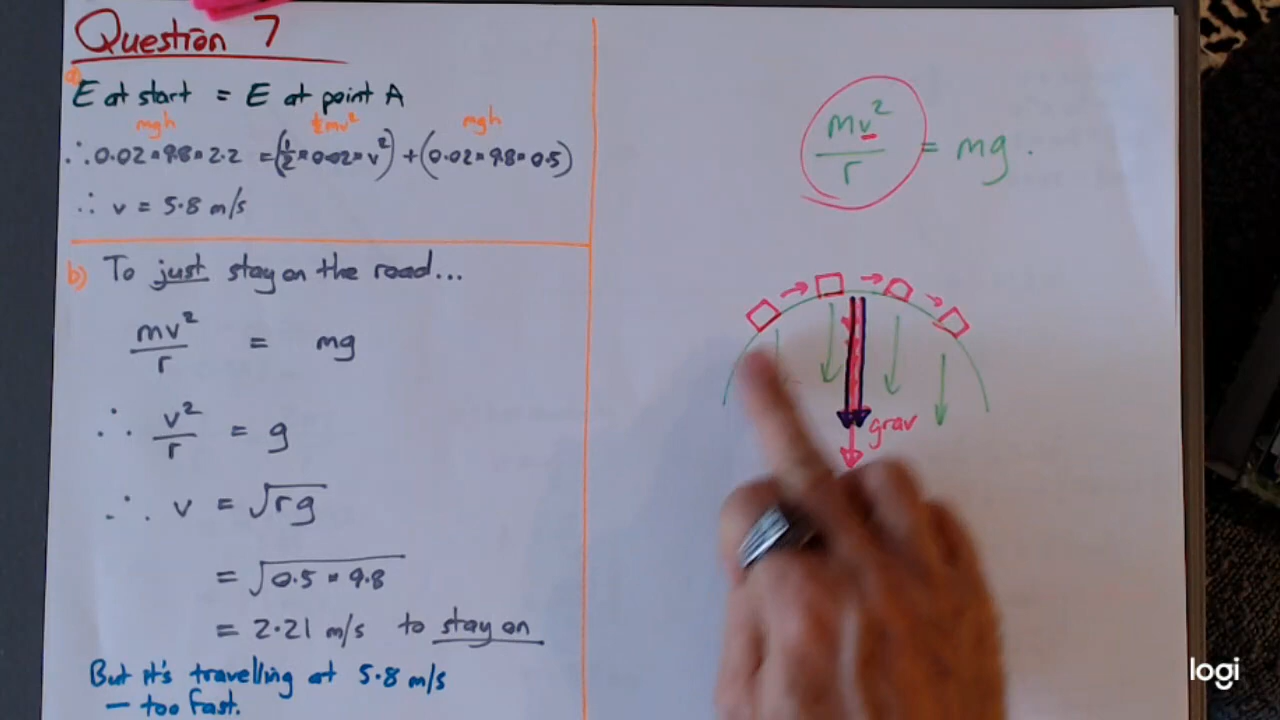 Question 7
a)
E at start = E at point A
mgh ½mv² mgh
∴ 0.02 × 9.8 × 2.2 = (½ × 0.02 × v²) + (0.02 × 9.8 × 0.5)
∴ v = 5.8 m/s
b) To just stay on the road...
mv²/r = mg
∴ v²/r = g
∴ v = √rg
= √0.5 × 9.8
= 2.21 m/s to stay on
But it's travelling at 5.8 m/s
– too fast.
mv²/r = mg.
grav
logi